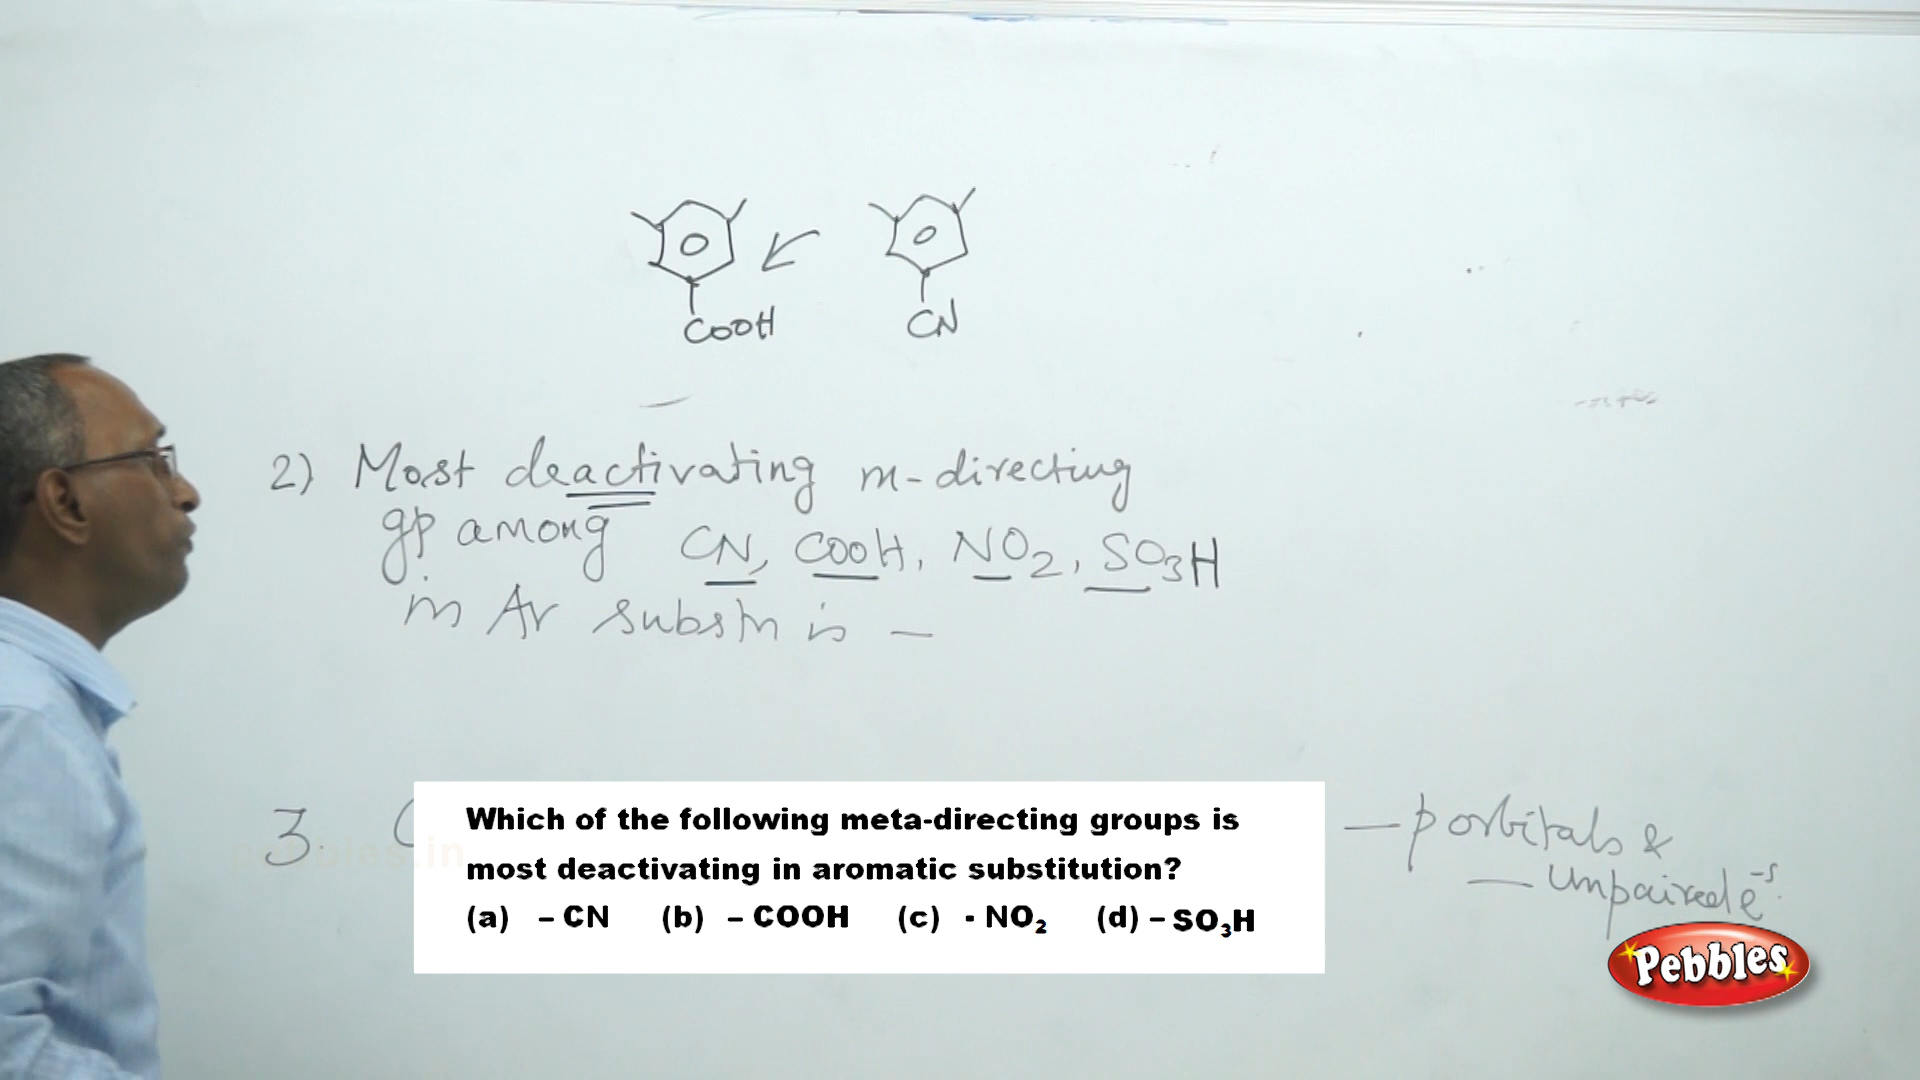 COOH
CN
2) Most deactivating m-directing
gp among CN, COOH, NO2, SO3H
in Ar substn is —
3.
— p orbitals &
— Unpaired e-s.
Which of the following meta-directing groups is
most deactivating in aromatic substitution?
(a) – CN (b) – COOH (c) - NO2 (d) – SO3H
Pebbles